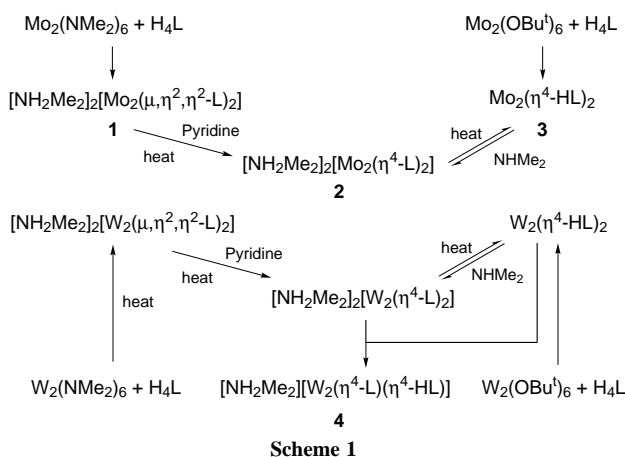 Mo₂(NMe₂)₆ + H₄L
Mo₂(OBuᵗ)₆ + H₄L
[NH₂Me₂]₂[Mo₂(μ,η²,η²-L)₂]
1
Mo₂(η⁴-HL)₂
3
Pyridine
heat
heat
NHMe₂
[NH₂Me₂]₂[Mo₂(η⁴-L)₂]
2
[NH₂Me₂]₂[W₂(μ,η²,η²-L)₂]
W₂(η⁴-HL)₂
Pyridine
heat
heat
NHMe₂
heat
[NH₂Me₂]₂[W₂(η⁴-L)₂]
W₂(NMe₂)₆ + H₄L
[NH₂Me₂][W₂(η⁴-L)(η⁴-HL)]
W₂(OBuᵗ)₆ + H₄L
4
Scheme 1